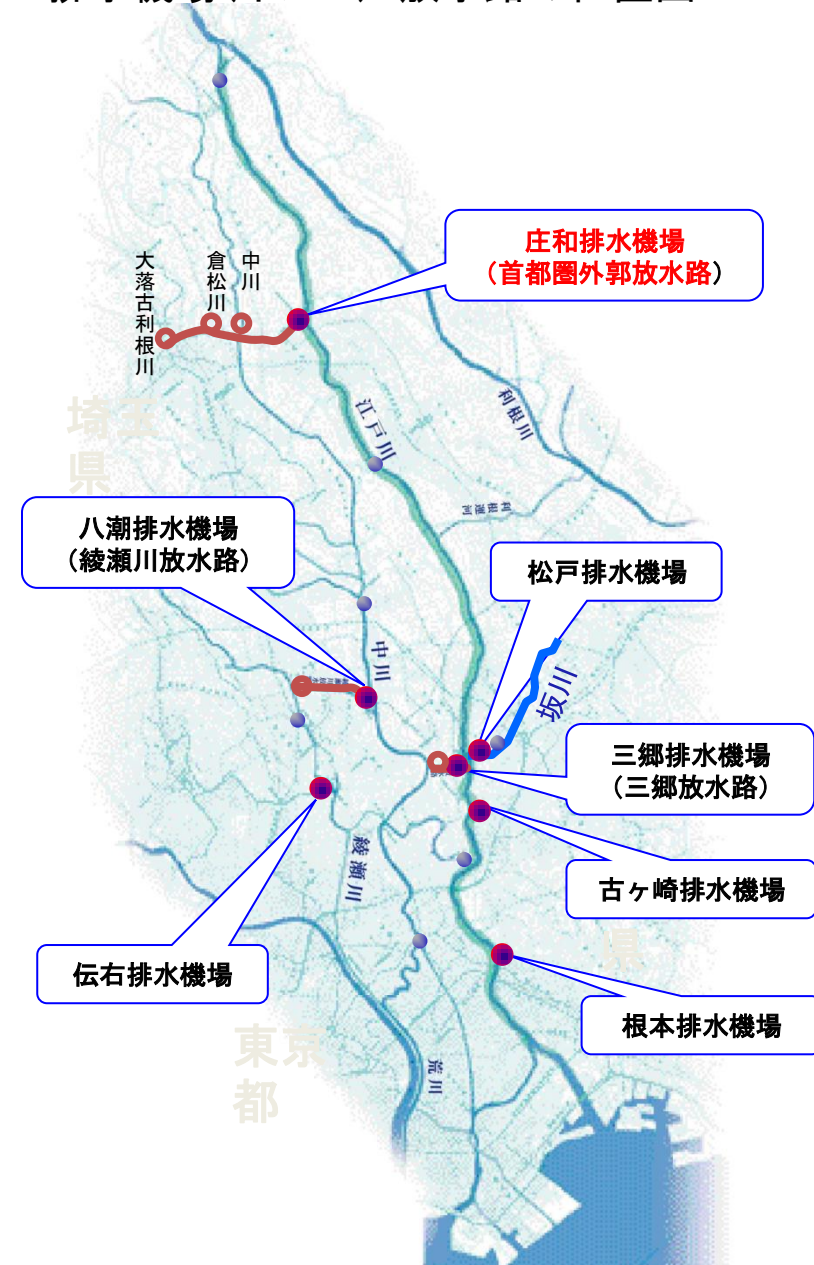 庄和排水機場
（首都圏外郭放水路）
大落古利根川
倉松川
中川
利根川
江戸川
埼玉
県
利根運河
八潮排水機場
（綾瀬川放水路）
松戸排水機場
中川
坂川
三郷排水機場
（三郷放水路）
綾瀬川
古ヶ崎排水機場
県
伝右排水機場
根本排水機場
東京
都
荒川